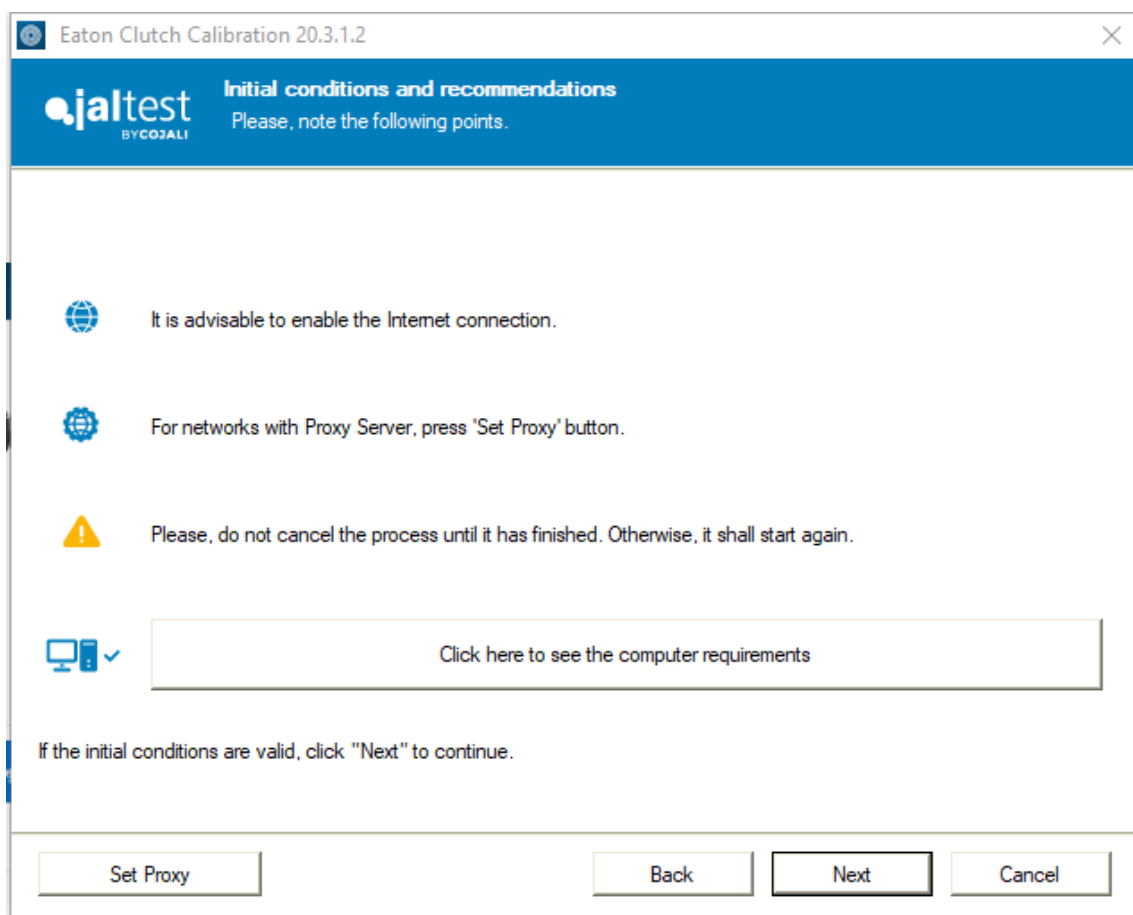 Eaton Clutch Calibration 20.3.1.2
jaltest
BY COJALI
Initial conditions and recommendations
Please, note the following points.
It is advisable to enable the Internet connection.
For networks with Proxy Server, press 'Set Proxy' button.
Please, do not cancel the process until it has finished. Otherwise, it shall start again.
Click here to see the computer requirements
If the initial conditions are valid, click "Next" to continue.
Set Proxy
Back
Next
Cancel